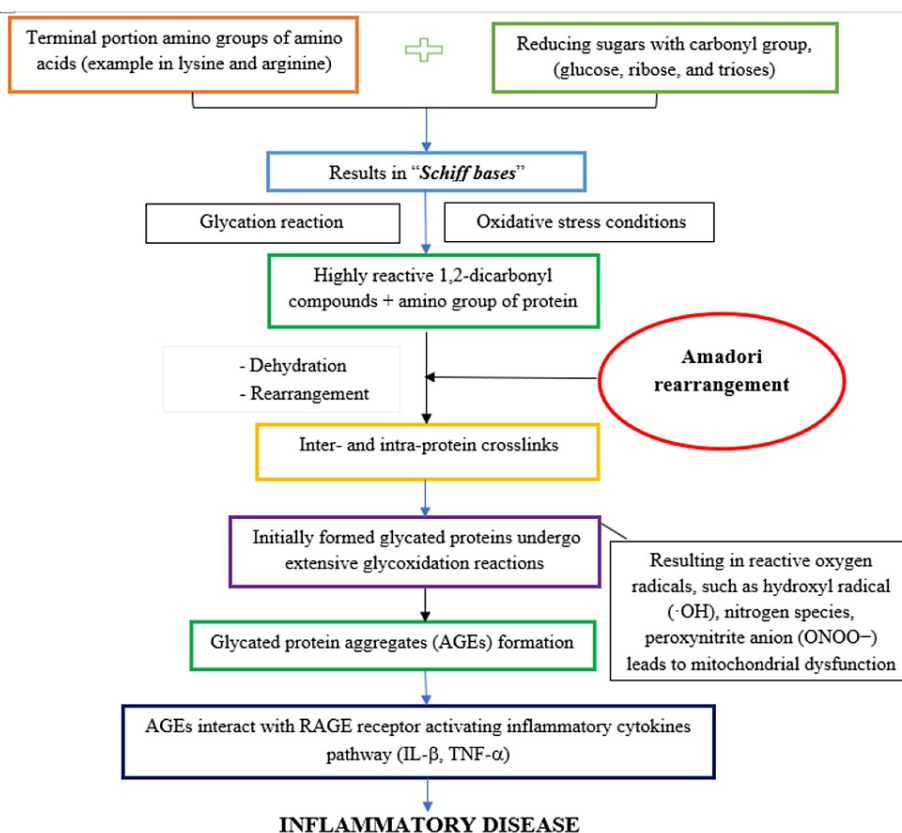 Terminal portion amino groups of amino
acids (example in lysine and arginine)
Reducing sugars with carbonyl group,
(glucose, ribose, and trioses)
Results in “Schiff bases”
Glycation reaction
Oxidative stress conditions
Highly reactive 1,2-dicarbonyl
compounds + amino group of protein
- Dehydration
- Rearrangement
Amadori
rearrangement
Inter- and intra-protein crosslinks
Initially formed glycated proteins undergo
extensive glycoxidation reactions
Resulting in reactive oxygen
radicals, such as hydroxyl radical
(·OH), nitrogen species,
peroxynitrite anion (ONOO−)
leads to mitochondrial dysfunction
Glycated protein aggregates (AGEs) formation
AGEs interact with RAGE receptor activating inflammatory cytokines
pathway (IL-β, TNF-α)
INFLAMMATORY DISEASE